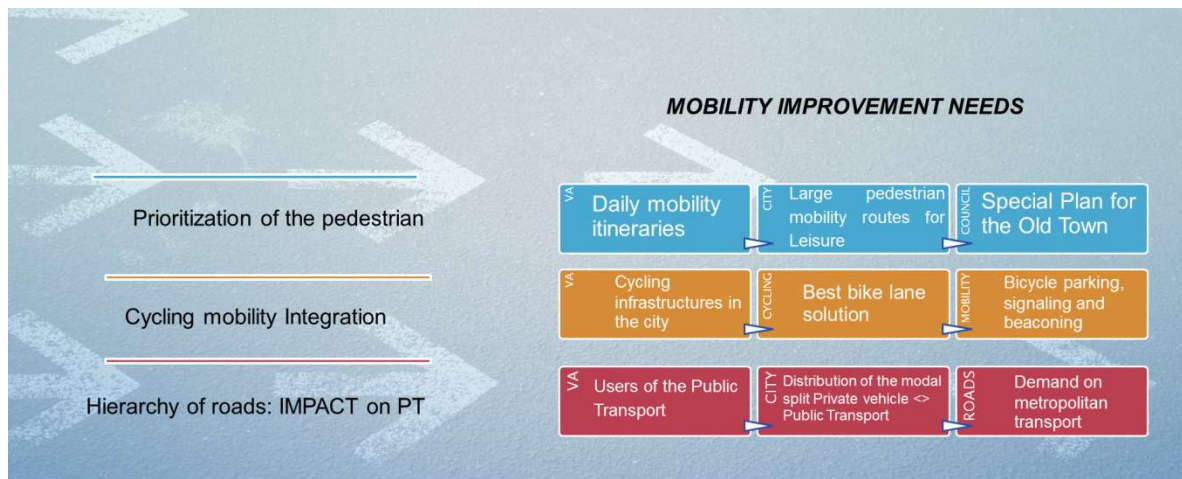 MOBILITY IMPROVEMENT NEEDS
Prioritization of the pedestrian
VA
Daily mobility
itineraries
CITY
Large pedestrian
mobility routes for
Leisure
COUNCIL
Special Plan for
the Old Town
Cycling mobility Integration
VA
Cycling
infrastructures in
the city
CYCLING
Best bike lane
solution
MOBILITY
Bicycle parking,
signaling and
beaconing
Hierarchy of roads: IMPACT on PT
VA
Users of the Public
Transport
CITY
Distribution of the modal
split Private vehicle <>
Public Transport
ROADS
Demand on
metropolitan
transport